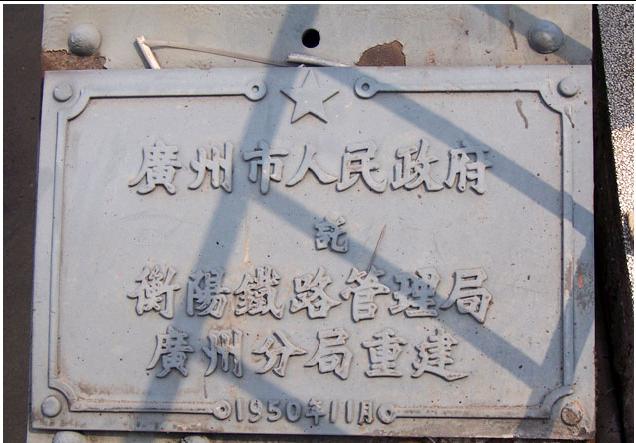 廣州市人民政府
託
衡陽鐵路管理局
廣州分局重建
1950年11月